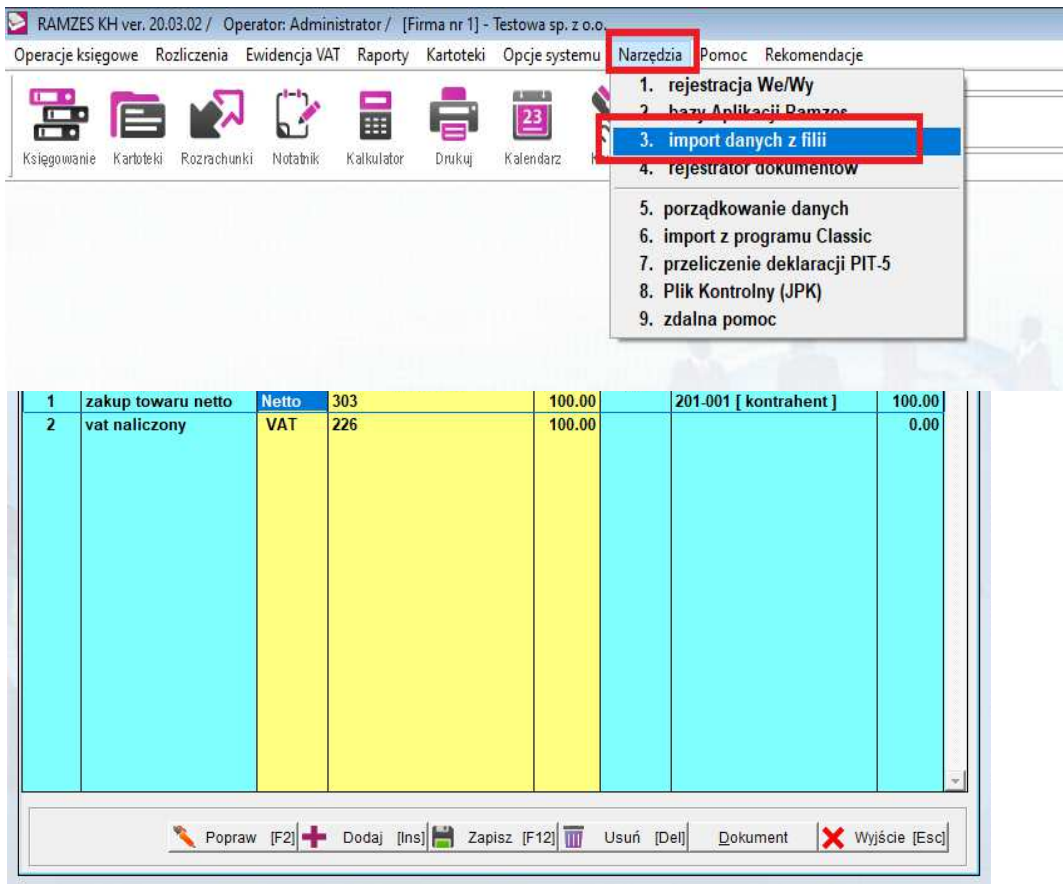 RAMZES KH ver. 20.03.02 / Operator: Administrator / [Firma nr 1] - Testowa sp. z o.o.
Operacje księgowe Rozliczenia Ewidencja VAT Raporty Kartoteki Opcje systemu Narzędzia Pomoc Rekomendacje
1. rejestracja We/Wy
2. bazy Aplikacji Ramzes
3. import danych z filii
4. rejestrator dokumentów
5. porządkowanie danych
6. import z programu Classic
7. przeliczenie deklaracji PIT-5
8. Plik Kontrolny (JPK)
9. zdalna pomoc
23
Księgowanie Kartoteki Rozrachunki Notatnik Kalkulator Drukuj Kalendarz
1 zakup towaru netto Netto 303 100.00 201-001 [ kontrahent ] 100.00
2 vat naliczony VAT 226 100.00 0.00
Popraw [F2] Dodaj [Ins] Zapisz [F12] Usuń [Del] Dokument Wyjście [Esc]